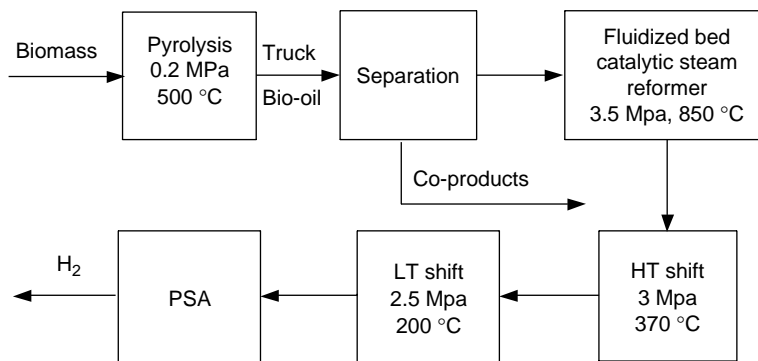 Biomass
Pyrolysis
0.2 MPa
500 °C
Truck
Bio-oil
Separation
Fluidized bed
catalytic steam
reformer
3.5 Mpa, 850 °C
Co-products
H2
PSA
LT shift
2.5 Mpa
200 °C
HT shift
3 Mpa
370 °C